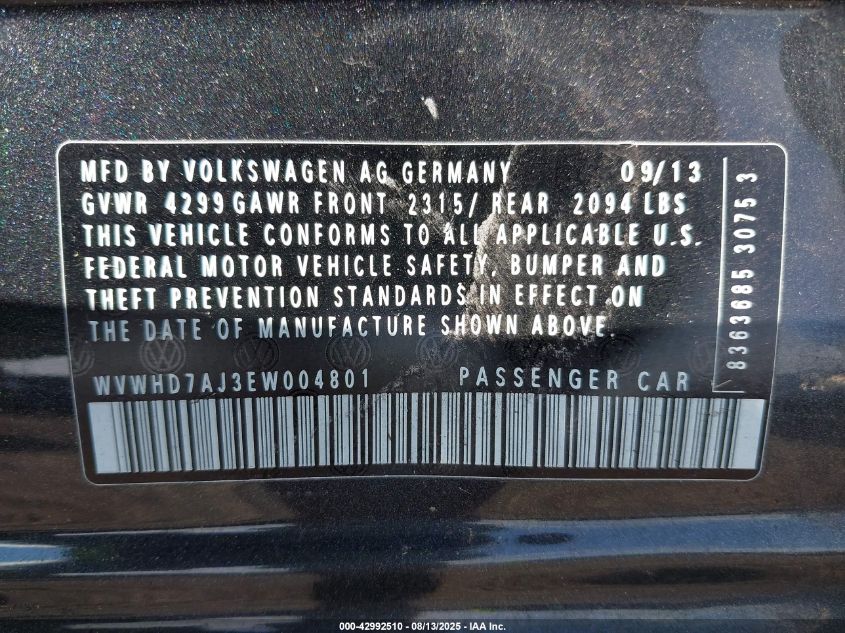 MFD BY VOLKSWAGEN AG GERMANY 09/13
GVWR 4299 GAWR FRONT 2315/ REAR 2094 LBS
THIS VEHICLE CONFORMS TO ALL APPLICABLE U.S.
FEDERAL MOTOR VEHICLE SAFETY, BUMPER AND
THEFT PREVENTION STANDARDS IN EFFECT ON
THE DATE OF MANUFACTURE SHOWN ABOVE.
WVWHD7AJ3EW004801 PASSENGER CAR
8363685 3075 3
000-42992510 - 08/13/2025 - IAA Inc.